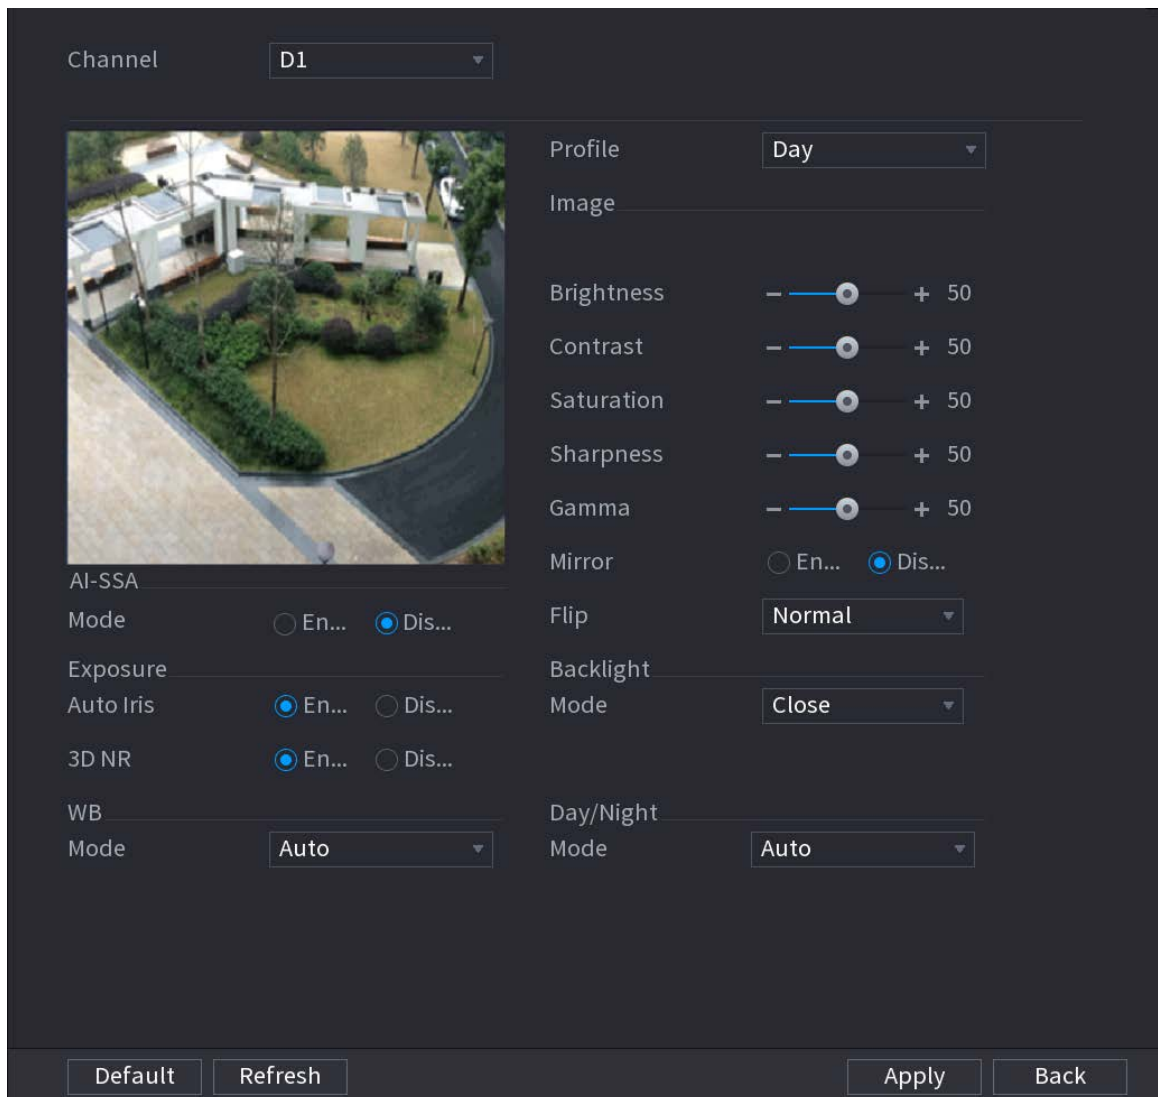 Channel D1
Profile Day
Image
Brightness - + 50
Contrast - + 50
Saturation - + 50
Sharpness - + 50
Gamma - + 50
Mirror En... Dis...
Flip Normal
AI-SSA
Mode En... Dis...
Exposure
Auto Iris En... Dis...
3D NR En... Dis...
Backlight
Mode Close
WB
Mode Auto
Day/Night
Mode Auto
Default Refresh Apply Back